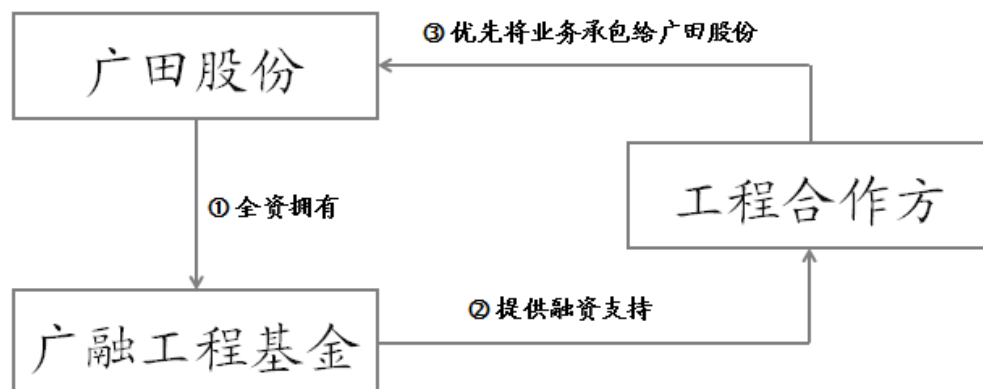 ③ 优先将业务承包给广田股份
广田股份
工程合作方
① 全资拥有
② 提供融资支持
广融工程基金